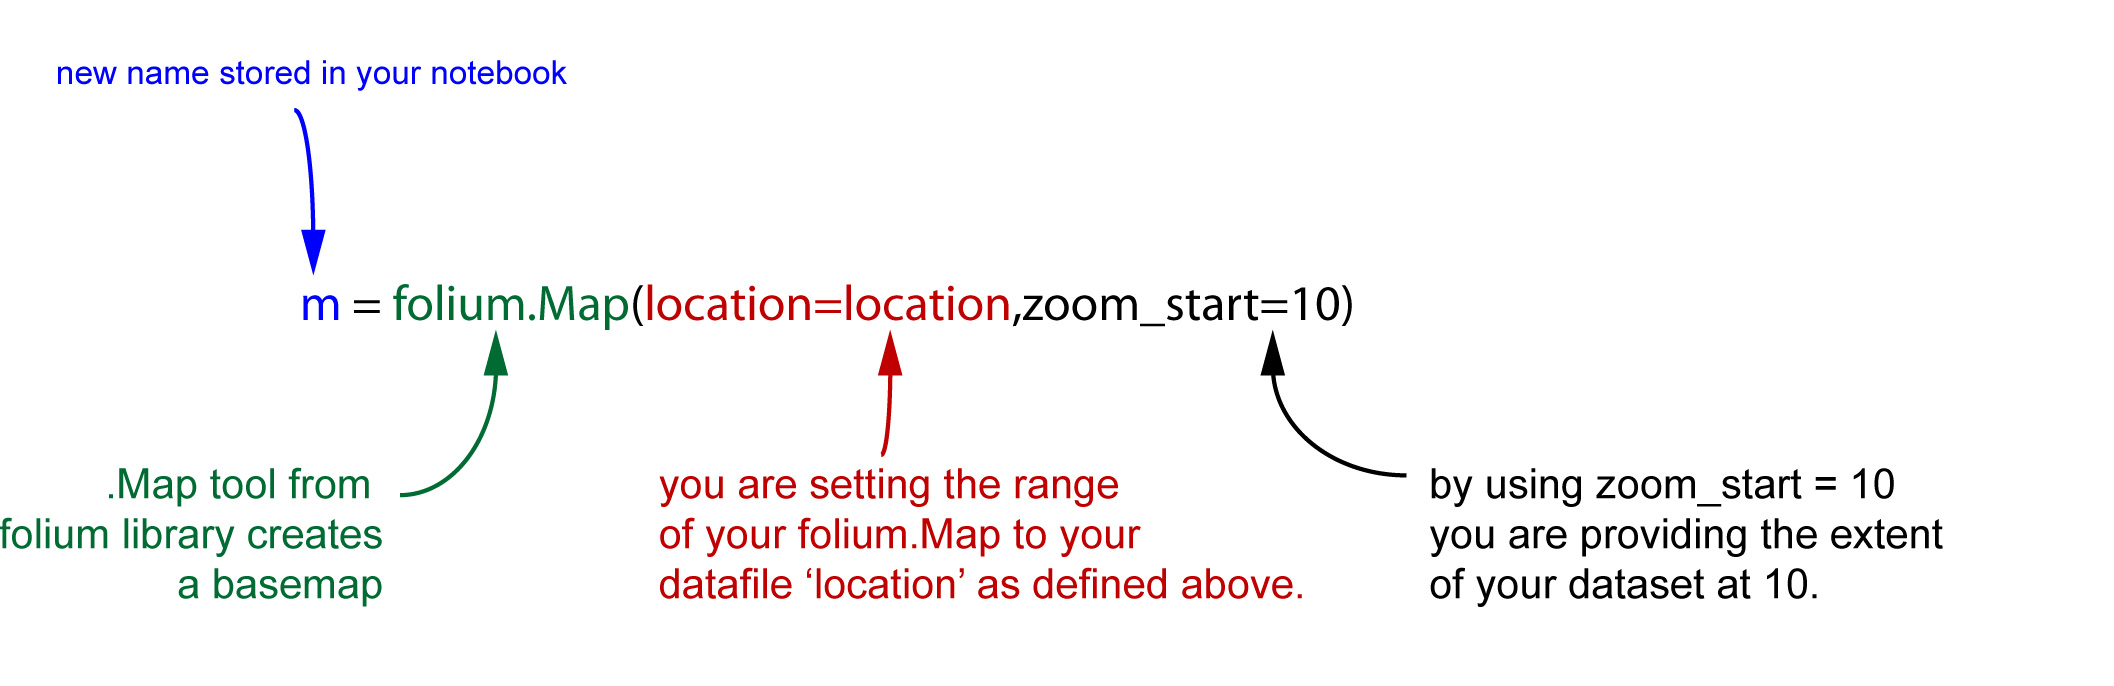 new name stored in your notebook
m = folium.Map(location=location,zoom_start=10)
.Map tool from
folium library creates
a basemap
you are setting the range
of your folium.Map to your
datafile ‘location’ as defined above.
by using zoom_start = 10
you are providing the extent
of your dataset at 10.